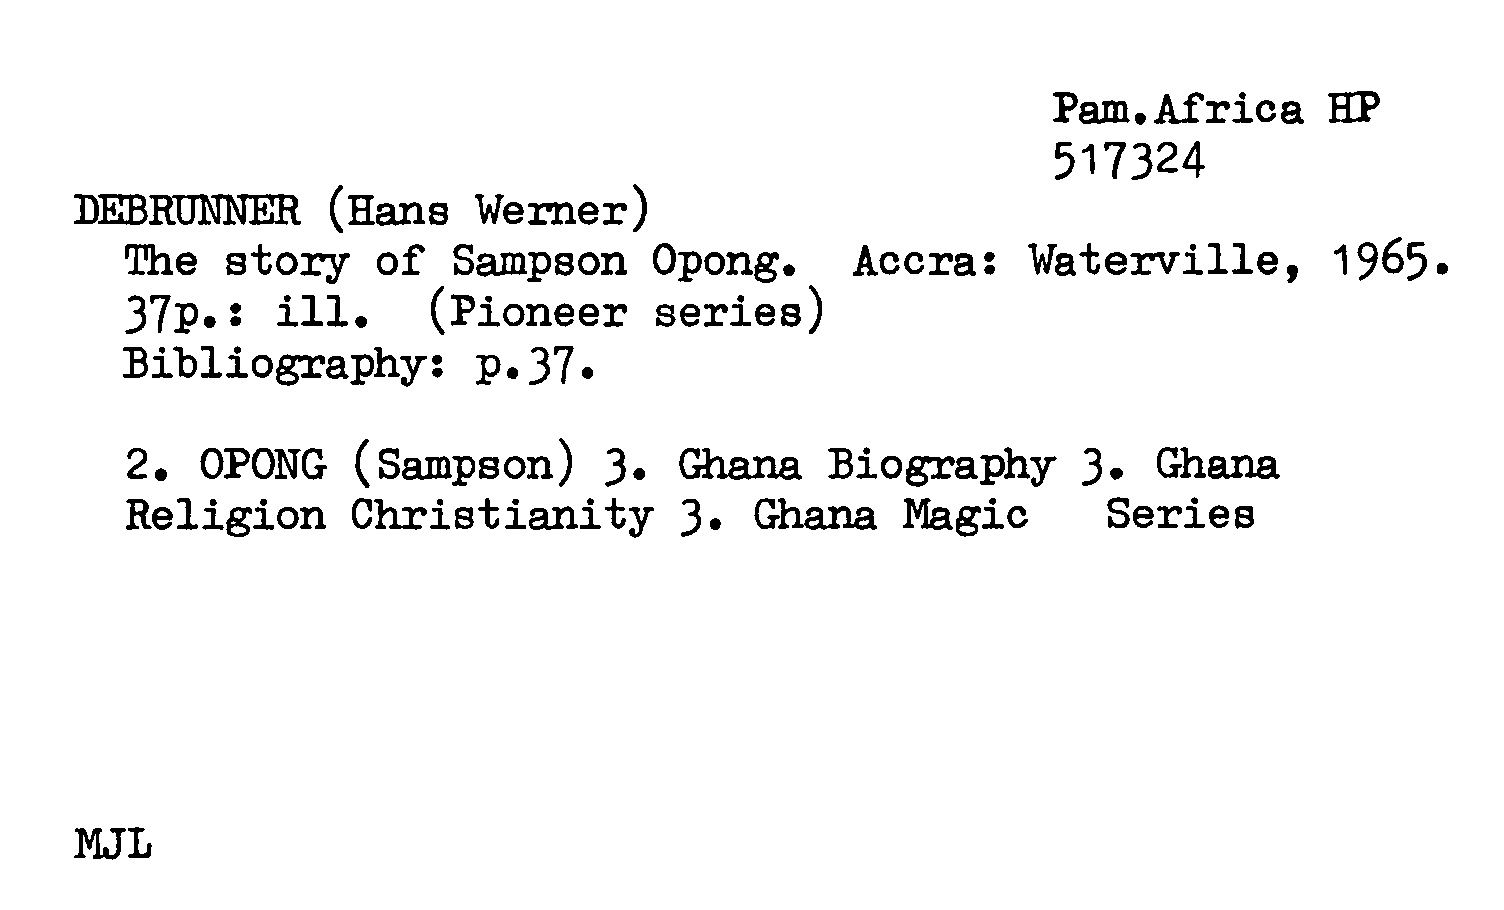 Pam.Africa HP
517324
DEBRUNNER (Hans Werner)
The story of Sampson Opong. Accra: Waterville, 1965.
37p.: ill. (Pioneer series)
Bibliography: p.37.
2. OPONG (Sampson) 3. Ghana Biography 3. Ghana
Religion Christianity 3. Ghana Magic Series
MJL